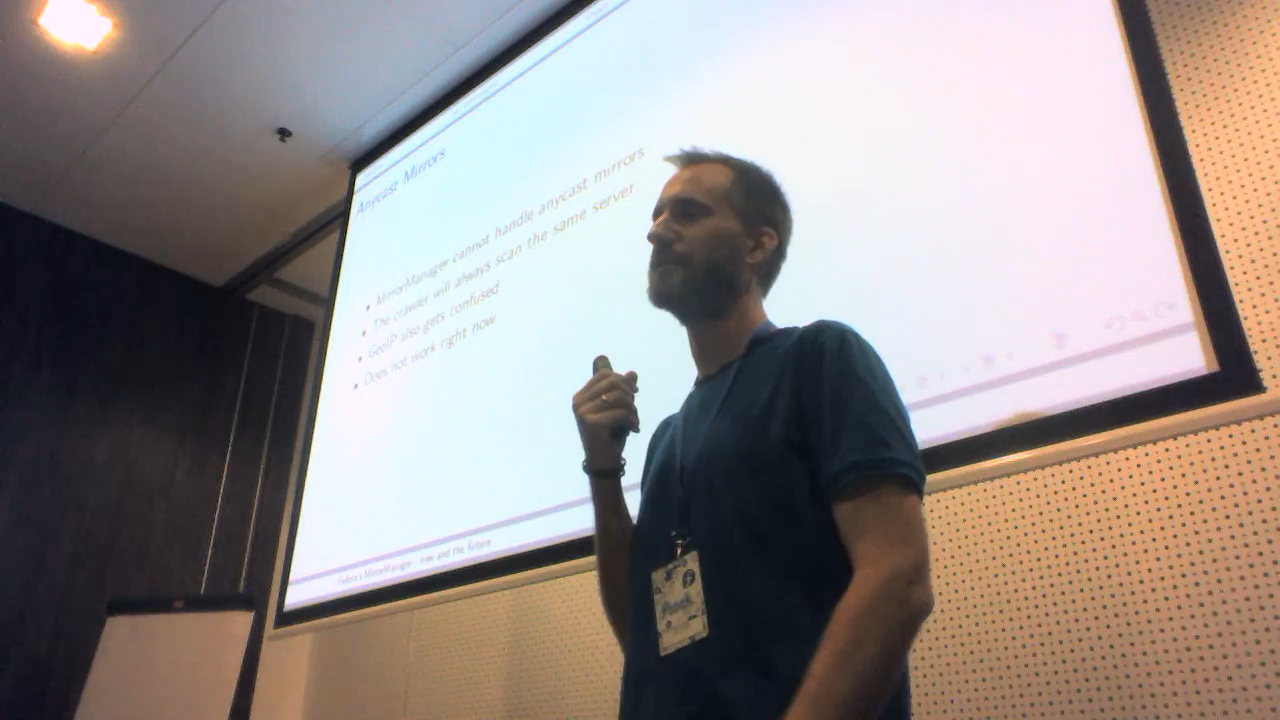 Anycast Mirrors
MirrorManager cannot handle anycast mirrors
The crawler will always scan the same server
GeoIP also gets confused
Does not work right now
Fedora's MirrorManager now and the future